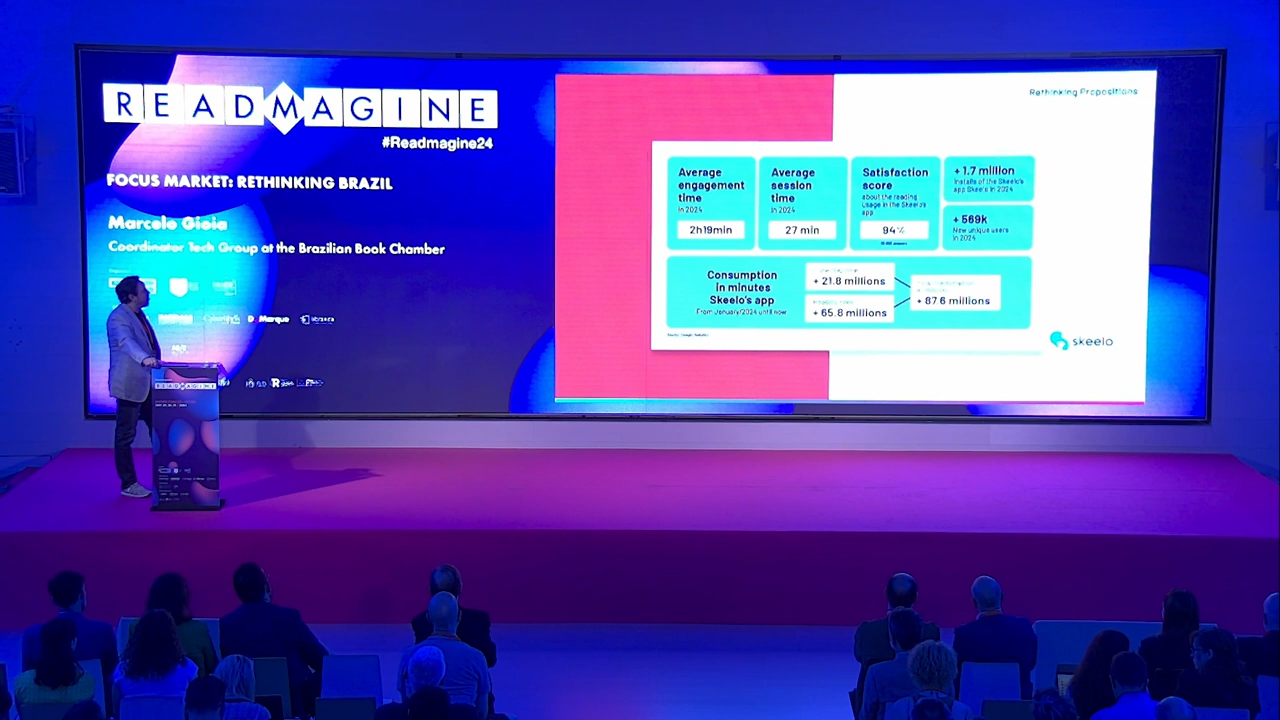 READMAGINE
#Readmagine24
FOCUS MARKET: RETHINKING BRAZIL
Marcelo Gioia
Coordinator Tech Group at the Brazilian Book Chamber
Rethinking Propositions
Average
engagement
time
in 2024
2h19min
Average
session
time
in 2024
27 min
Satisfaction
score
about the reading
usage in the Skeelo's
app
94%
+ 1.7 million
Installs of the Skeelo's
app Skeelo in 2024
+ 569k
New unique users
in 2024
Consumption
in minutes
Skeelo's app
From January/2024 until now
+ 21.8 millions
+ 65.8 millions
+ 87.6 millions
skeelo
De Marque
libranda
READMAGINE